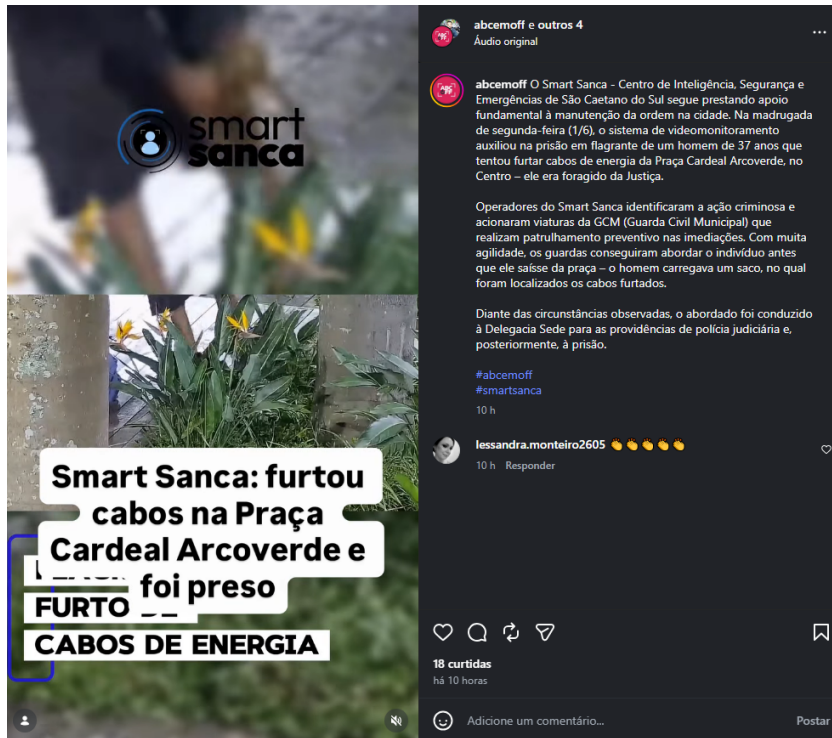 smart
sanca
Smart Sanca: furtou
cabos na Praça
Cardeal Arcoverde e
foi preso
FURTO DE
CABOS DE ENERGIA
abcemoff e outros 4
Áudio original
abcemoff O Smart Sanca - Centro de Inteligência, Segurança e
Emergências de São Caetano do Sul segue prestando apoio
fundamental à manutenção da ordem na cidade. Na madrugada
de segunda-feira (1/6), o sistema de videomonitoramento
auxiliou na prisão em flagrante de um homem de 37 anos que
tentou furtar cabos de energia da Praça Cardeal Arcoverde, no
Centro – ele era foragido da Justiça.
Operadores do Smart Sanca identificaram a ação criminosa e
acionaram viaturas da GCM (Guarda Civil Municipal) que
realizam patrulhamento preventivo nas imediações. Com muita
agilidade, os guardas conseguiram abordar o indivíduo antes
que ele saísse da praça – o homem carregava um saco, no qual
foram localizados os cabos furtados.
Diante das circunstâncias observadas, o abordado foi conduzido
à Delegacia Sede para as providências de polícia judiciária e,
posteriormente, à prisão.
#abcemoff
#smartsanca
10 h
lessandra.monteiro2605 👏👏👏👏👏
10 h Responder
18 curtidas
há 10 horas
Adicione um comentário...
Postar